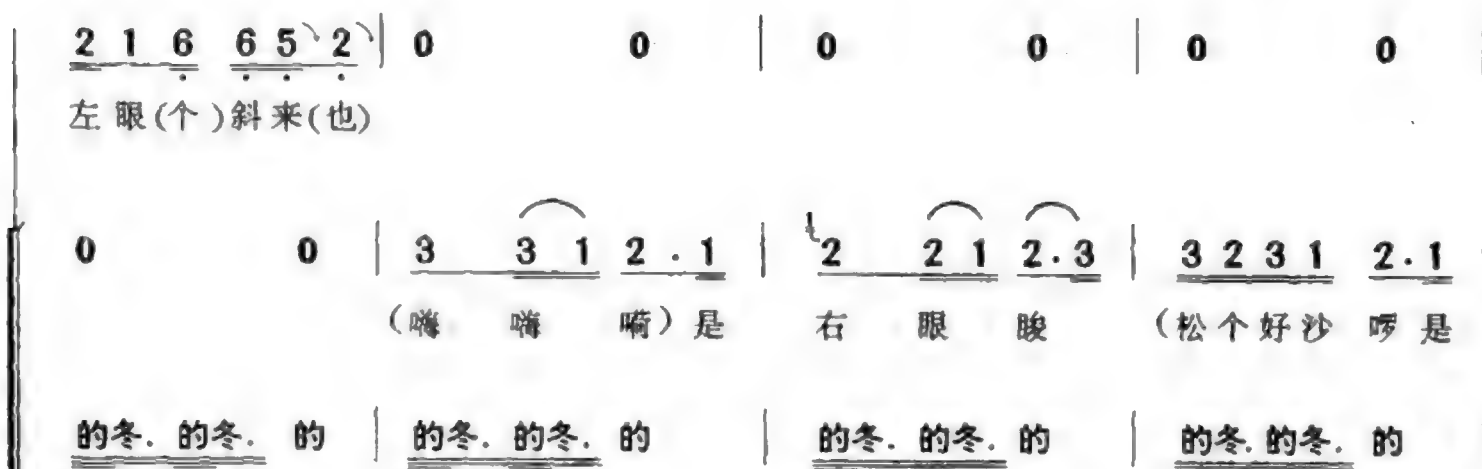 2 1 6 6 5 2 | 0 0 | 0 0 | 0 0
左眼(个)斜来(也)
0 0 | 3 3 1 2 . 1 | 2 2 1 2 . 3 | 3 2 3 1 2 . 1
(嗨 嗨 嗬)是 右 眼 睃 (松个好沙 啰是
的冬. 的冬. 的 | 的冬. 的冬. 的 | 的冬. 的冬. 的 | 的冬. 的冬. 的